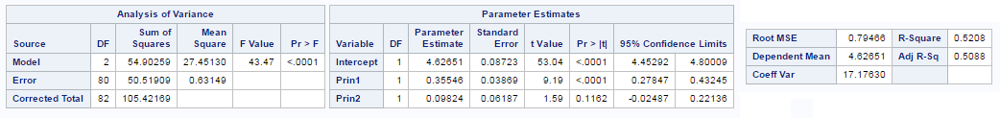 Analysis of Variance
Source DF Sum of Squares Mean Square F Value Pr > F
Model 2 54.90259 27.45130 43.47 <.0001
Error 80 50.51909 0.63149
Corrected Total 82 105.42169
Parameter Estimates
Variable DF Parameter Estimate Standard Error t Value Pr > |t| 95% Confidence Limits
Intercept 1 4.62651 0.08723 53.04 <.0001 4.45292 4.80009
Prin1 1 0.35546 0.03869 9.19 <.0001 0.27847 0.43245
Prin2 1 0.09824 0.06187 1.59 0.1162 -0.02487 0.22136
Root MSE 0.79466 R-Square 0.5208
Dependent Mean 4.62651 Adj R-Sq 0.5088
Coeff Var 17.17630